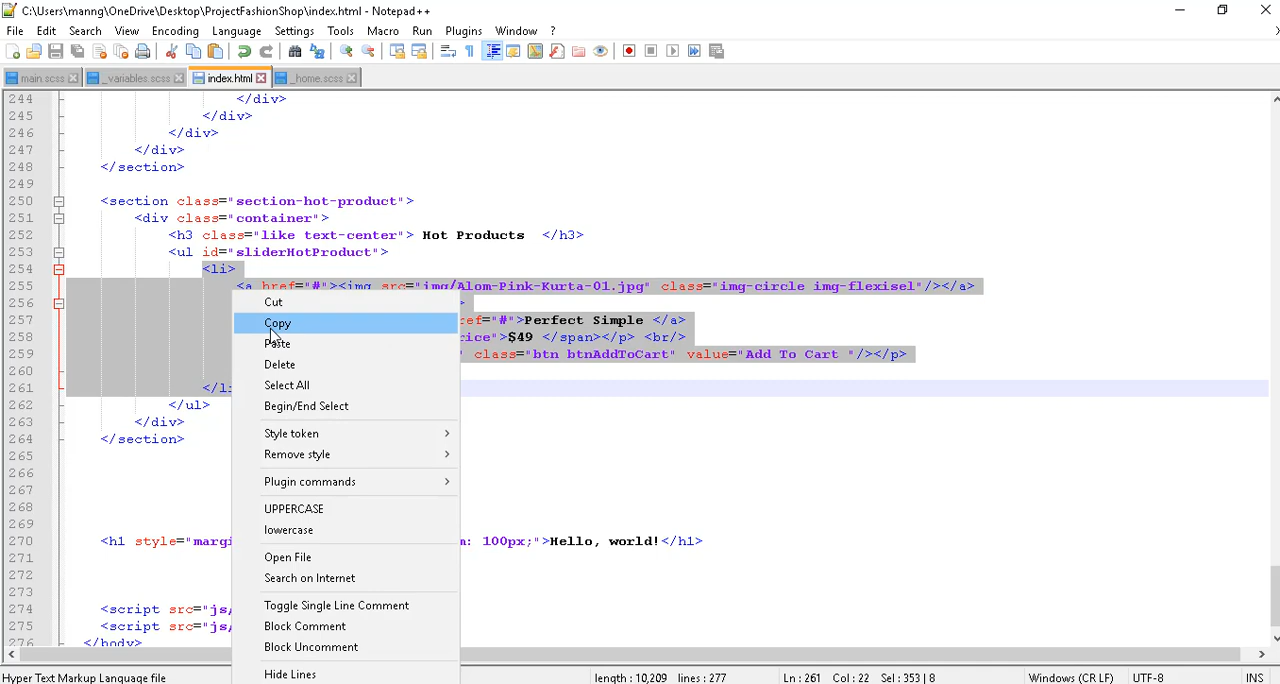 C:\Users\manng\OneDrive\Desktop\ProjectFashionShop\index.html - Notepad++
File Edit Search View Encoding Language Settings Tools Macro Run Plugins Window ?
main.scss _variables.scss index.html _home.scss
244 </div>
245 </div>
246 </div>
247 </div>
248 </section>
249
250 <section class="section-hot-product">
251 <div class="container">
252 <h3 class="like text-center"> Hot Products </h3>
253 <ul id="sliderHotProduct">
254 <li>
255 <a href="#"><img src="img/Alom-Pink-Kurta-01.jpg" class="img-circle img-flexisel"/></a>
256 >
257 ef="#">Perfect Simple </a>
258 ice">$49 </span></p> <br/>
259 " class="btn btnAddToCart" value="Add To Cart "/></p>
260
261 </li
262 </ul>
263 </div>
264 </section>
265
266
267
268
269
270 <h1 style="margi : 100px;">Hello, world!</h1>
271
272
273
274 <script src="js/
275 <script src="js/
276 </body>
Cut
Copy
Paste
Delete
Select All
Begin/End Select
Style token
Remove style
Plugin commands
UPPERCASE
lowercase
Open File
Search on Internet
Toggle Single Line Comment
Block Comment
Block Uncomment
Hide Lines
Hyper Text Markup Language file length : 10,209 lines : 277 Ln : 261 Col : 22 Sel : 353 | 8 Windows (CR LF) UTF-8 INS